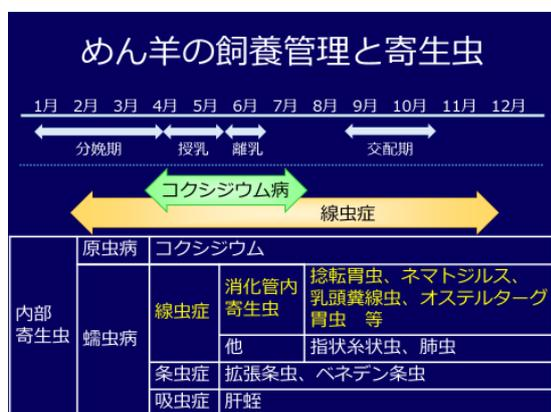 めん羊の飼養管理と寄生虫
1月 2月 3月 4月 5月 6月 7月 8月 9月 10月 11月 12月
分娩期 授乳 離乳 交配期
コクシジウム病
線虫症
内部
寄生虫
原虫病 コクシジウム
蠕虫病
線虫症
消化管内
寄生虫
捻転胃虫、ネマトジルス、
乳頭糞線虫、オステルターグ
胃虫 等
他 指状糸状虫、肺虫
条虫症 拡張条虫、ベネデン条虫
吸虫症 肝蛭